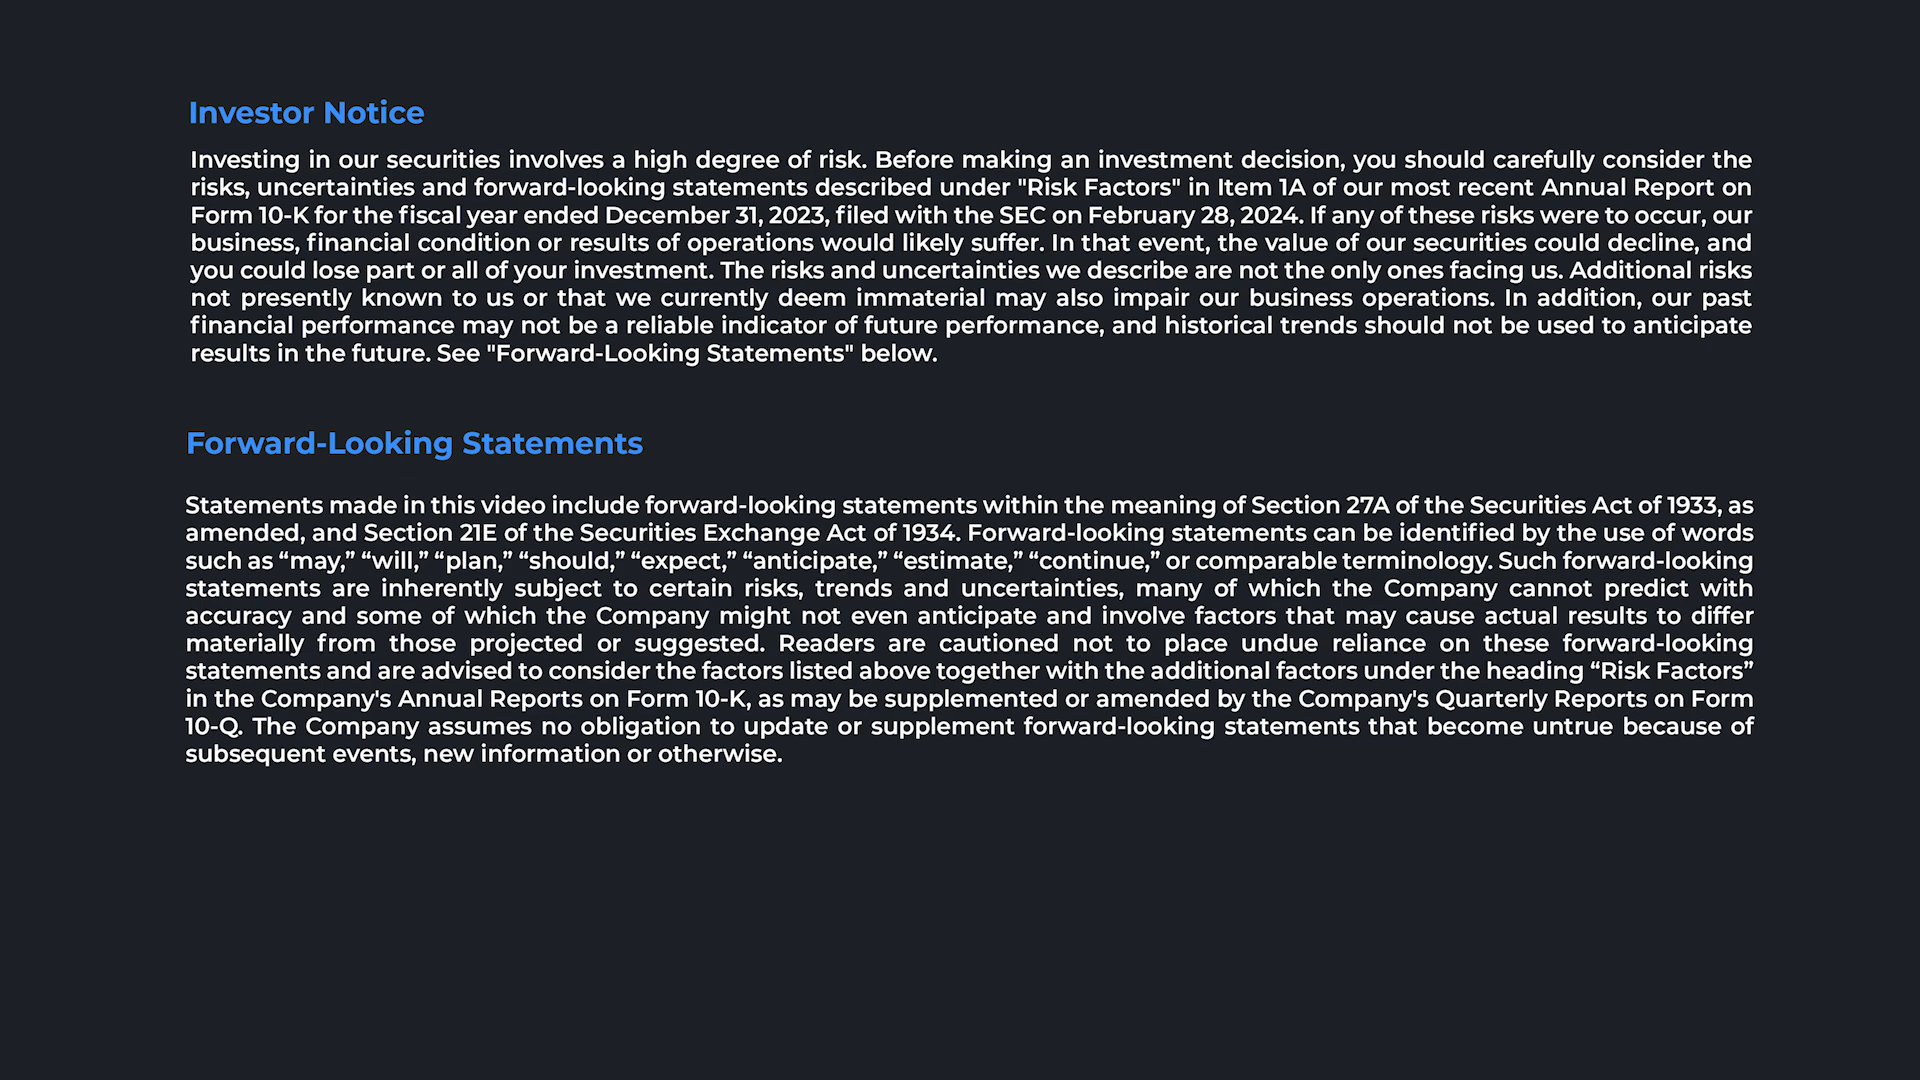 Investor Notice
Investing in our securities involves a high degree of risk. Before making an investment decision, you should carefully consider the
risks, uncertainties and forward-looking statements described under "Risk Factors" in Item 1A of our most recent Annual Report on
Form 10-K for the fiscal year ended December 31, 2023, filed with the SEC on February 28, 2024. If any of these risks were to occur, our
business, financial condition or results of operations would likely suffer. In that event, the value of our securities could decline, and
you could lose part or all of your investment. The risks and uncertainties we describe are not the only ones facing us. Additional risks
not presently known to us or that we currently deem immaterial may also impair our business operations. In addition, our past
financial performance may not be a reliable indicator of future performance, and historical trends should not be used to anticipate
results in the future. See "Forward-Looking Statements" below.
Forward-Looking Statements
Statements made in this video include forward-looking statements within the meaning of Section 27A of the Securities Act of 1933, as
amended, and Section 21E of the Securities Exchange Act of 1934. Forward-looking statements can be identified by the use of words
such as “may,” “will,” “plan,” “should,” “expect,” “anticipate,” “estimate,” “continue,” or comparable terminology. Such forward-looking
statements are inherently subject to certain risks, trends and uncertainties, many of which the Company cannot predict with
accuracy and some of which the Company might not even anticipate and involve factors that may cause actual results to differ
materially from those projected or suggested. Readers are cautioned not to place undue reliance on these forward-looking
statements and are advised to consider the factors listed above together with the additional factors under the heading “Risk Factors”
in the Company's Annual Reports on Form 10-K, as may be supplemented or amended by the Company's Quarterly Reports on Form
10-Q. The Company assumes no obligation to update or supplement forward-looking statements that become untrue because of
subsequent events, new information or otherwise.